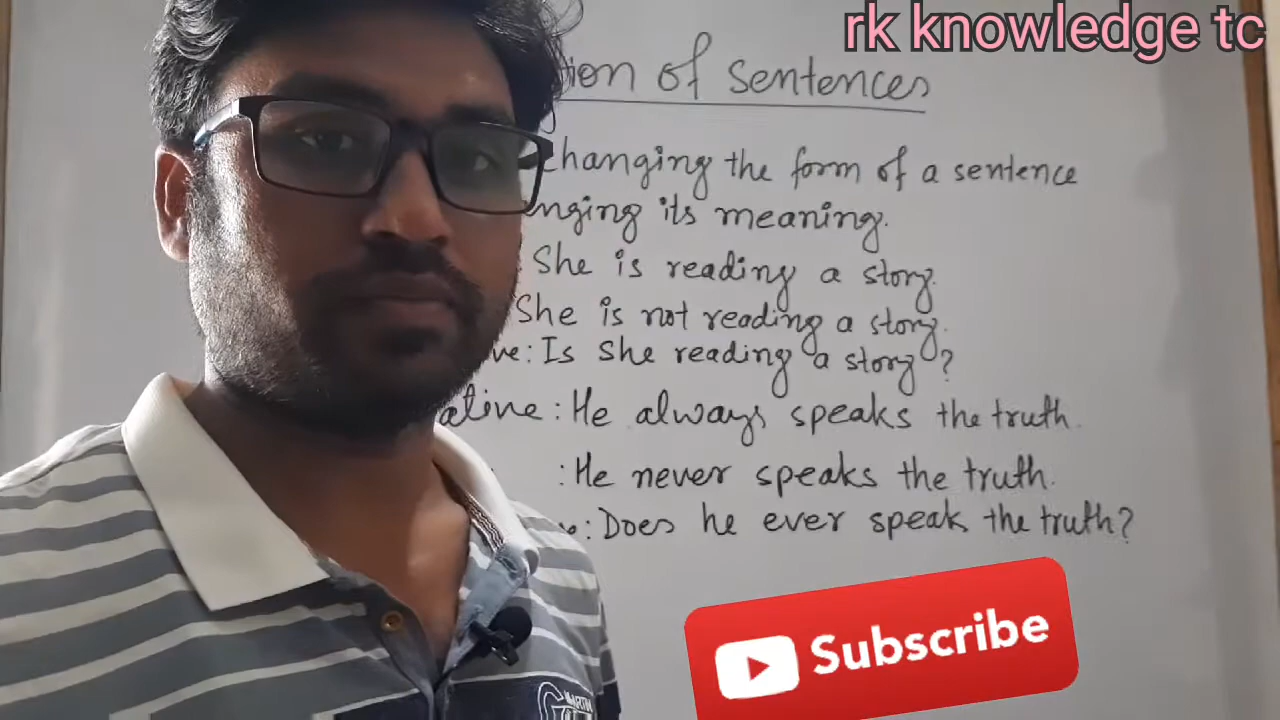 rk knowledge tc
tion of Sentences
changing the form of a sentence
nging its meaning.
She is reading a story.
She is not reading a story.
ve: Is she reading a story?
ative: He always speaks the truth.
: He never speaks the truth.
: Does he ever speak the truth?
Subscribe
MARTIN